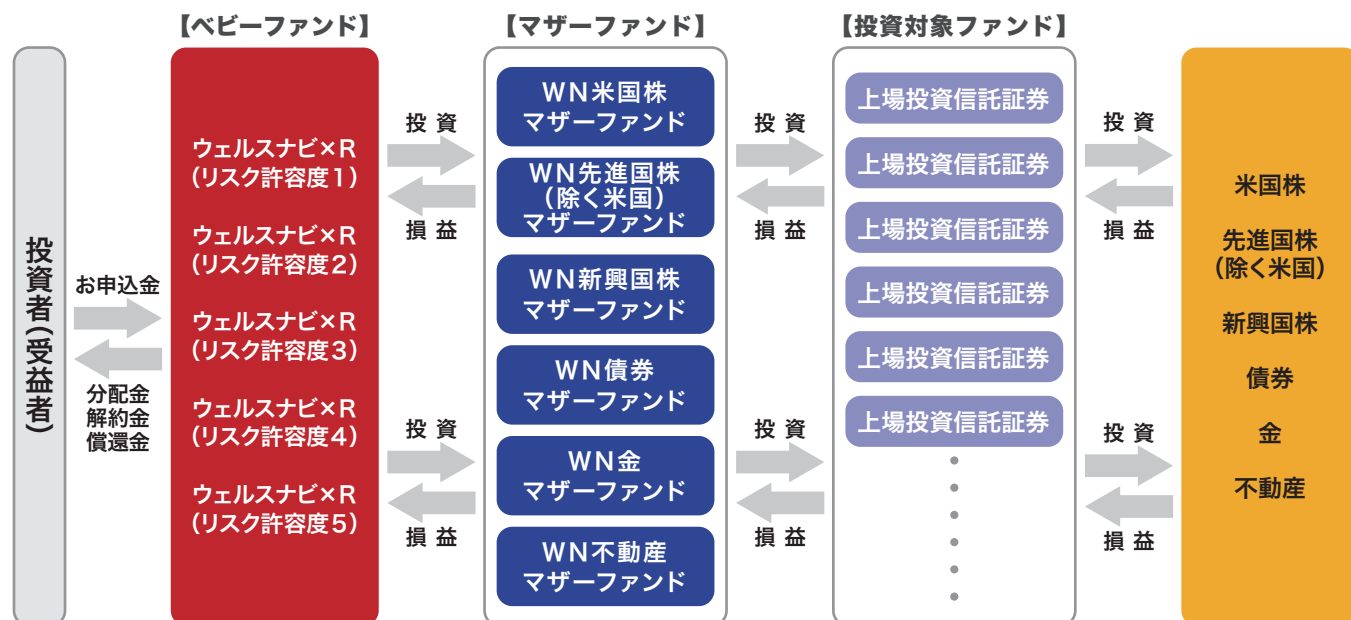 【ベビーファンド】
【マザーファンド】
【投資対象ファンド】
投資者(受益者)
お申込金
分配金
解約金
償還金
ウェルスナビ×R
(リスク許容度1)
ウェルスナビ×R
(リスク許容度2)
ウェルスナビ×R
(リスク許容度3)
ウェルスナビ×R
(リスク許容度4)
ウェルスナビ×R
(リスク許容度5)
投資
損益
投資
損益
WN米国株
マザーファンド
WN先進国株
(除く米国)
マザーファンド
WN新興国株
マザーファンド
WN債券
マザーファンド
WN金
マザーファンド
WN不動産
マザーファンド
投資
損益
投資
損益
上場投資信託証券
上場投資信託証券
上場投資信託証券
上場投資信託証券
上場投資信託証券
上場投資信託証券
投資
損益
投資
損益
米国株
先進国株
(除く米国)
新興国株
債券
金
不動産